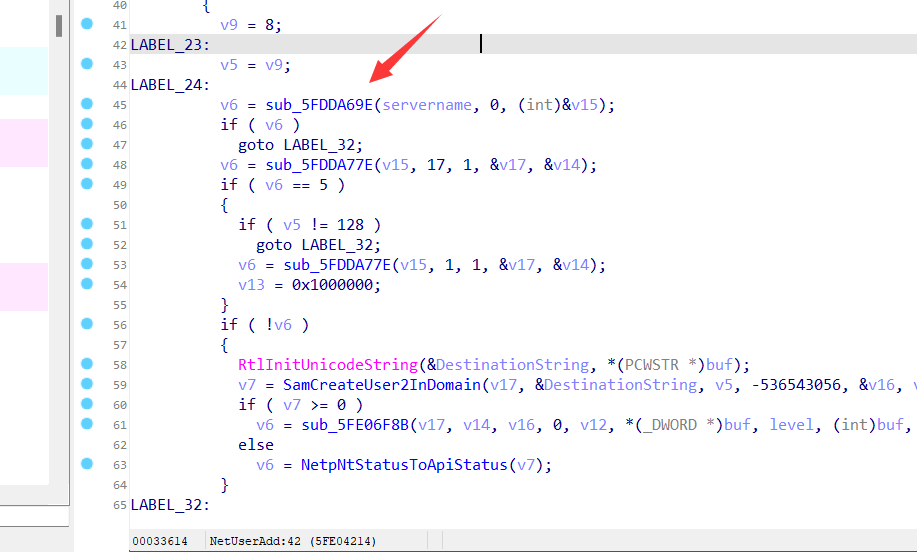 40 {
41 v9 = 8;
42 LABEL_23:
43 v5 = v9;
44 LABEL_24:
45 v6 = sub_5FDDA69E(servername, 0, (int)&v15);
46 if ( v6 )
47 goto LABEL_32;
48 v6 = sub_5FDDA77E(v15, 17, 1, &v17, &v14);
49 if ( v6 == 5 )
50 {
51 if ( v5 != 128 )
52 goto LABEL_32;
53 v6 = sub_5FDDA77E(v15, 1, 1, &v17, &v14);
54 v13 = 0x1000000;
55 }
56 if ( !v6 )
57 {
58 RtlInitUnicodeString(&DestinationString, *(PCWSTR *)buf);
59 v7 = SamCreateUser2InDomain(v17, &DestinationString, v5, -536543056, &v16, v
60 if ( v7 >= 0 )
61 v6 = sub_5FE06F8B(v17, v14, v16, 0, v12, *(_DWORD *)buf, level, (int)buf,
62 else
63 v6 = NetpNtStatusToApiStatus(v7);
64 }
65 LABEL_32:
00033614 NetUserAdd:42 (5FE04214)